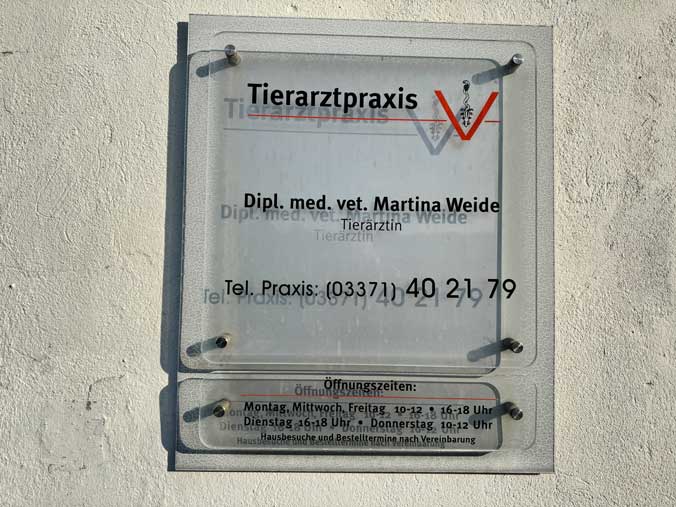 Tierarztpraxis
Dipl. med. vet. Martina Weide
Tierärztin
Tel. Praxis: (03371) 40 21 79
Öffnungszeiten:
Montag, Mittwoch, Freitag 10-12 • 16-18 Uhr
Dienstag 16-18 Uhr • Donnerstag 10-12 Uhr
Hausbesuche und Bestelltermine nach Vereinbarung